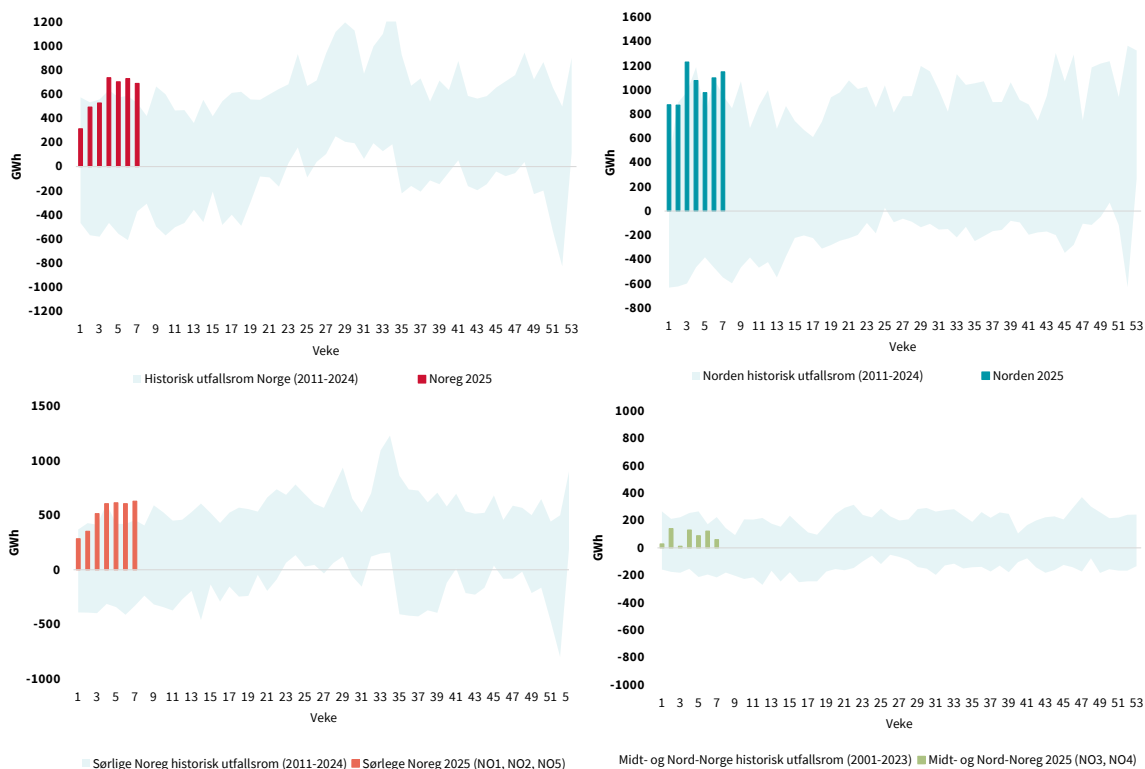 1200
1000
800
600
400
200
0
-200
-400
-600
-800
-1000
-1200
GWh
1 3 5 7 9 11 13 15 17 19 21 23 25 27 29 31 33 35 37 39 41 43 45 47 49 51 53
Veke
Historisk utfallsrom Norge (2011-2024) Noreg 2025
1600
1400
1200
1000
800
600
400
200
0
-200
-400
-600
-800
GWh
1 3 5 7 9 11 13 15 17 19 21 23 25 27 29 31 33 35 37 39 41 43 45 47 49 51 53
Veke
Norden historisk utfallsrom (2011-2024) Norden 2025
1500
1000
500
0
-500
-1000
GWh
1 3 5 7 9 11 13 15 17 19 21 23 25 27 29 31 33 35 37 39 41 43 45 47 49 51 5
Veke
Sørlige Noreg historisk utfallsrom (2011-2024) Sørlege Noreg 2025 (NO1, NO2, NO5)
1000
800
600
400
200
0
-200
-400
-600
-800
-1000
GWh
1 3 5 7 9 11 13 15 17 19 21 23 25 27 29 31 33 35 37 39 41 43 45 47 49 51 53
Veke
Midt- og Nord-Norge historisk utfallsrom (2001-2023) Midt- og Nord-Noreg 2025 (NO3, NO4)